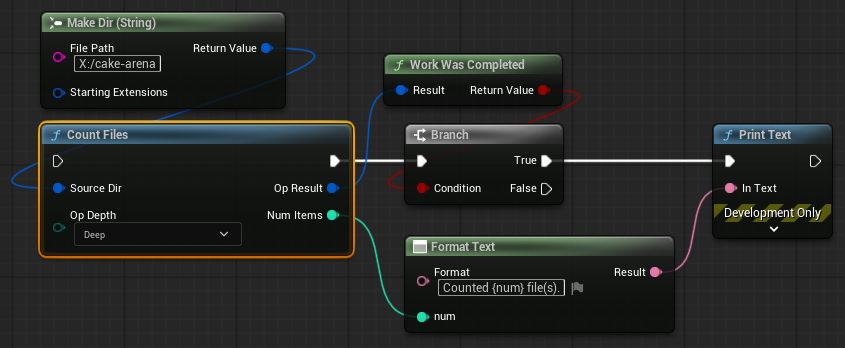 Make Dir (String)
File Path
Return Value
X:/cake-arena
Starting Extensions
Work Was Completed
Result
Return Value
Count Files
Source Dir
Op Result
Op Depth
Num Items
Deep
Branch
True
Condition
False
Print Text
In Text
Development Only
Format Text
Format
Result
Counted {num} file(s).
num